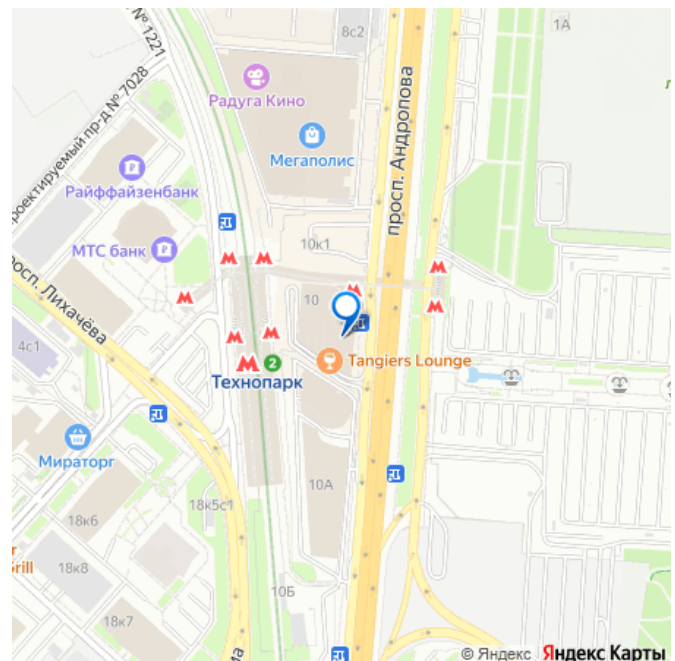 № 1221
8с2
1А
Радуга Кино
проектируемый пр-д № 7028
Мегаполис
просп. Андропова
Райффайзенбанк
МТС банк
10к1
просп. Лихачёва
10
4с1
Tangiers Lounge
2
Технопарк
Мираторг
10А
18к5с1
18к6
18к8
rill
10Б
18к7
© Яндекс Яндекс Карты